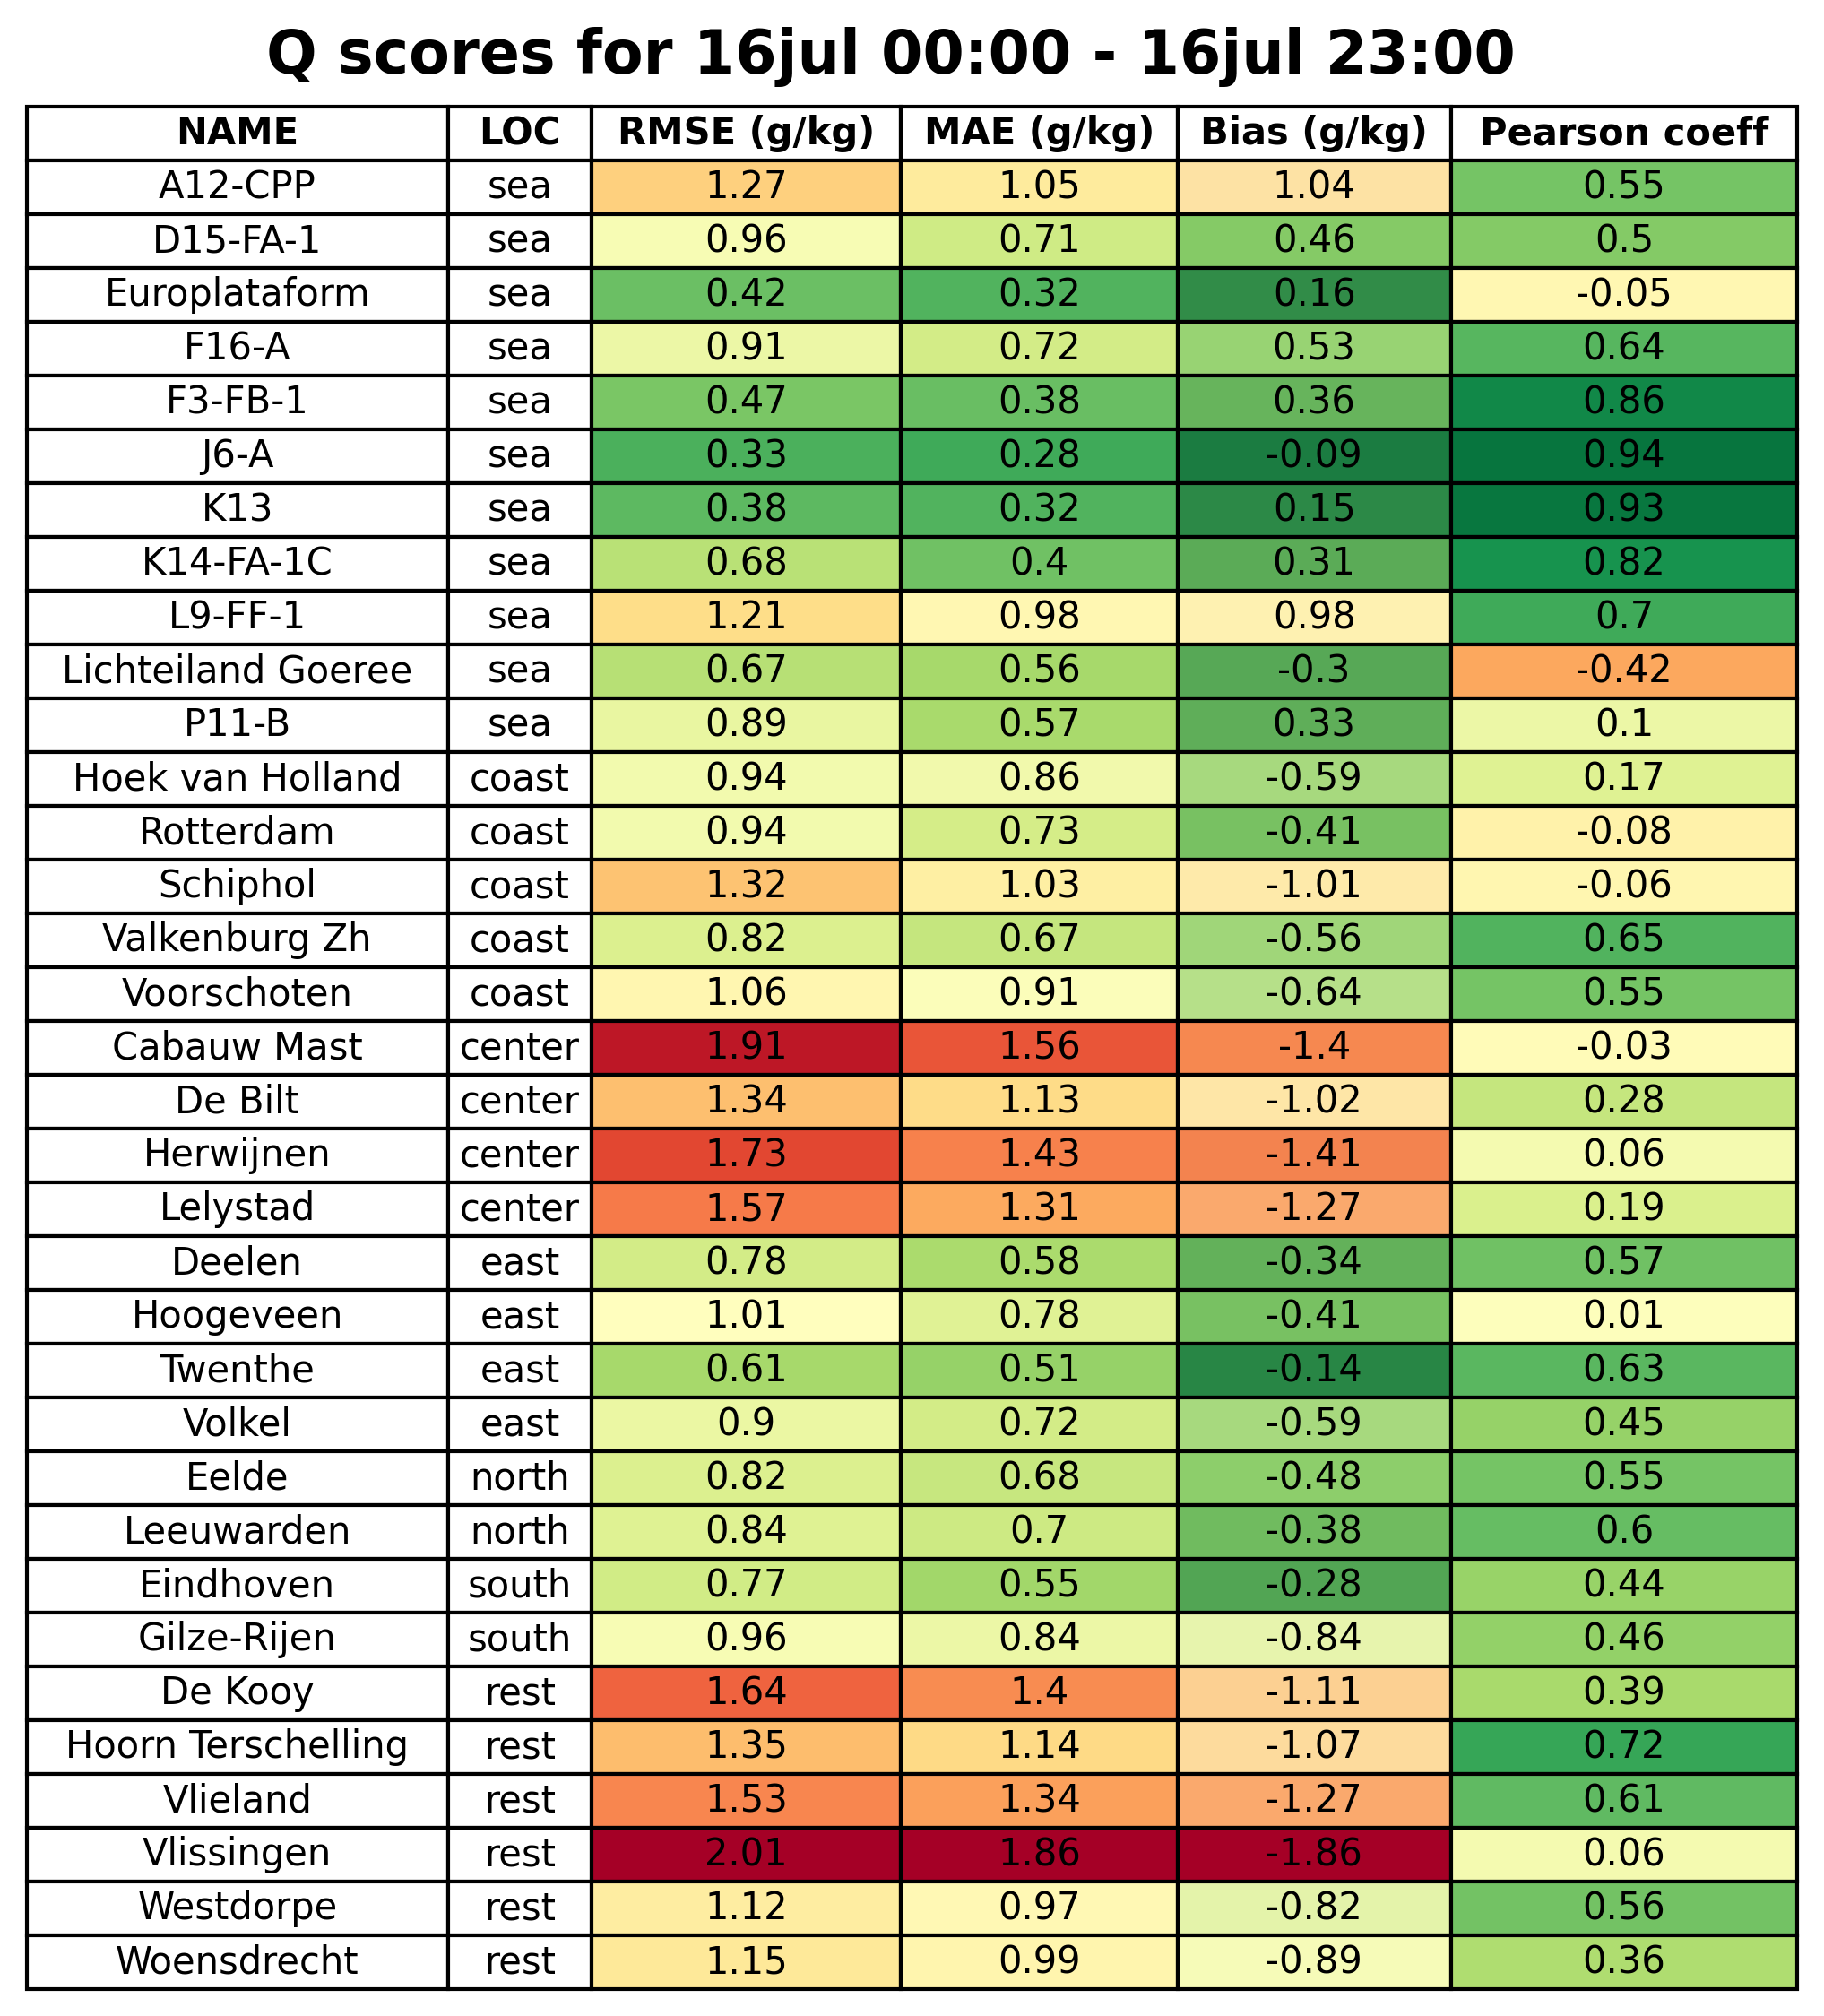 Q scores for 16jul 00:00 - 16jul 23:00
NAME LOC RMSE (g/kg) MAE (g/kg) Bias (g/kg) Pearson coeff
A12-CPP sea 1.27 1.05 1.04 0.55
D15-FA-1 sea 0.96 0.71 0.46 0.5
Europlataform sea 0.42 0.32 0.16 -0.05
F16-A sea 0.91 0.72 0.53 0.64
F3-FB-1 sea 0.47 0.38 0.36 0.86
J6-A sea 0.33 0.28 -0.09 0.94
K13 sea 0.38 0.32 0.15 0.93
K14-FA-1C sea 0.68 0.4 0.31 0.82
L9-FF-1 sea 1.21 0.98 0.98 0.7
Lichteiland Goeree sea 0.67 0.56 -0.3 -0.42
P11-B sea 0.89 0.57 0.33 0.1
Hoek van Holland coast 0.94 0.86 -0.59 0.17
Rotterdam coast 0.94 0.73 -0.41 -0.08
Schiphol coast 1.32 1.03 -1.01 -0.06
Valkenburg Zh coast 0.82 0.67 -0.56 0.65
Voorschoten coast 1.06 0.91 -0.64 0.55
Cabauw Mast center 1.91 1.56 -1.4 -0.03
De Bilt center 1.34 1.13 -1.02 0.28
Herwijnen center 1.73 1.43 -1.41 0.06
Lelystad center 1.57 1.31 -1.27 0.19
Deelen east 0.78 0.58 -0.34 0.57
Hoogeveen east 1.01 0.78 -0.41 0.01
Twenthe east 0.61 0.51 -0.14 0.63
Volkel east 0.9 0.72 -0.59 0.45
Eelde north 0.82 0.68 -0.48 0.55
Leeuwarden north 0.84 0.7 -0.38 0.6
Eindhoven south 0.77 0.55 -0.28 0.44
Gilze-Rijen south 0.96 0.84 -0.84 0.46
De Kooy rest 1.64 1.4 -1.11 0.39
Hoorn Terschelling rest 1.35 1.14 -1.07 0.72
Vlieland rest 1.53 1.34 -1.27 0.61
Vlissingen rest 2.01 1.86 -1.86 0.06
Westdorpe rest 1.12 0.97 -0.82 0.56
Woensdrecht rest 1.15 0.99 -0.89 0.36